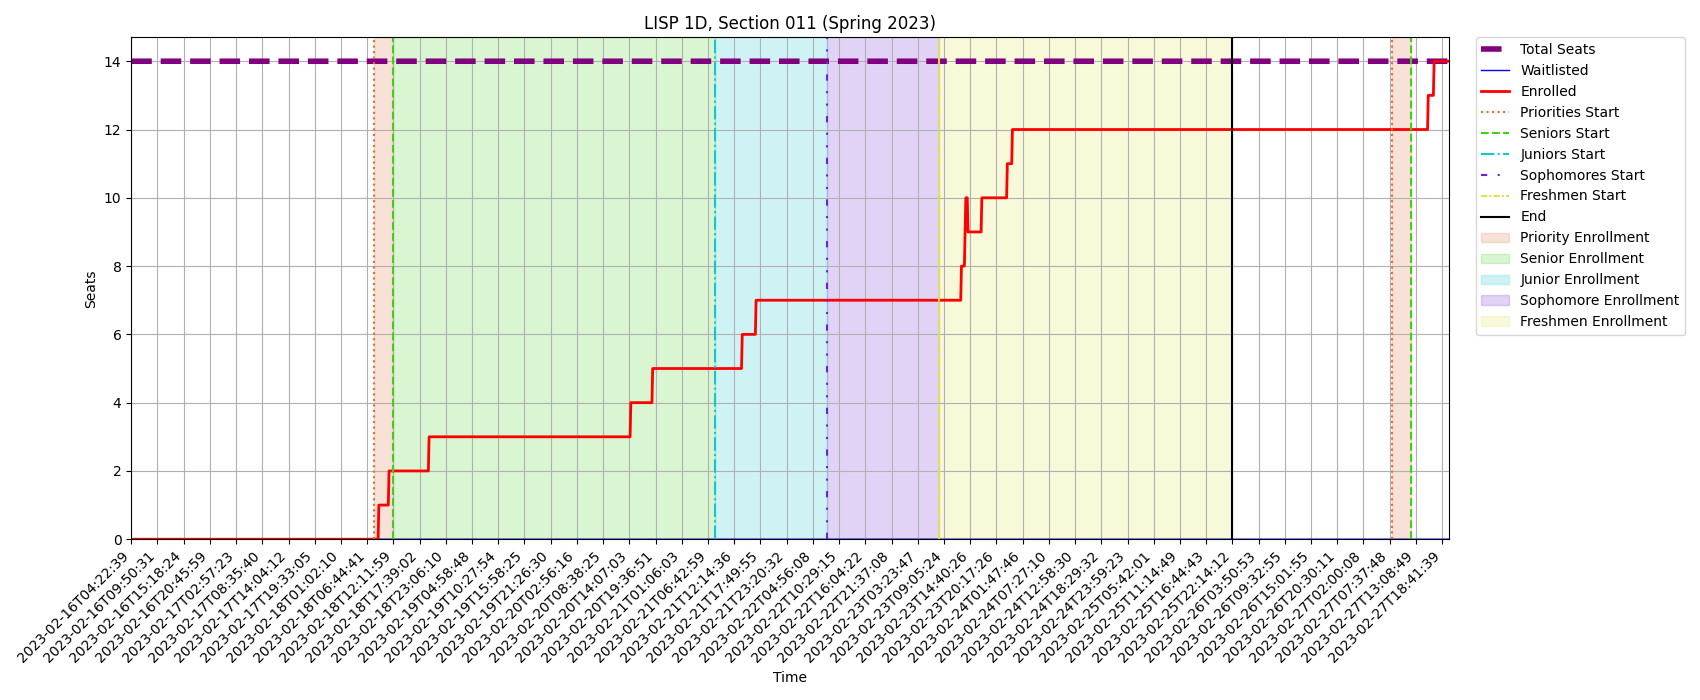 LISP 1D, Section 011 (Spring 2023)
Seats
14
12
10
8
6
4
2
0
2023-02-16T04:22:39
2023-02-16T09:50:31
2023-02-16T15:18:24
2023-02-16T20:45:59
2023-02-17T02:57:23
2023-02-17T08:35:40
2023-02-17T14:04:12
2023-02-17T19:33:05
2023-02-18T01:02:10
2023-02-18T06:44:41
2023-02-18T12:11:59
2023-02-18T17:39:02
2023-02-18T23:06:10
2023-02-19T04:58:48
2023-02-19T10:27:54
2023-02-19T15:58:25
2023-02-19T21:26:30
2023-02-20T02:56:16
2023-02-20T08:38:25
2023-02-20T14:07:03
2023-02-20T19:36:51
2023-02-21T01:06:03
2023-02-21T06:42:59
2023-02-21T12:14:36
2023-02-21T17:49:55
2023-02-21T23:20:32
2023-02-22T04:56:08
2023-02-22T10:29:15
2023-02-22T16:04:22
2023-02-22T21:37:08
2023-02-23T03:23:47
2023-02-23T09:05:24
2023-02-23T14:40:26
2023-02-23T20:17:26
2023-02-24T01:47:46
2023-02-24T07:27:10
2023-02-24T12:58:30
2023-02-24T18:29:32
2023-02-24T23:59:23
2023-02-25T05:42:01
2023-02-25T11:14:49
2023-02-25T16:44:43
2023-02-25T22:14:12
2023-02-26T03:50:53
2023-02-26T09:32:55
2023-02-26T15:01:55
2023-02-26T20:30:11
2023-02-27T02:00:08
2023-02-27T07:37:48
2023-02-27T13:08:49
2023-02-27T18:41:39
Time
Total Seats
Waitlisted
Enrolled
Priorities Start
Seniors Start
Juniors Start
Sophomores Start
Freshmen Start
End
Priority Enrollment
Senior Enrollment
Junior Enrollment
Sophomore Enrollment
Freshmen Enrollment